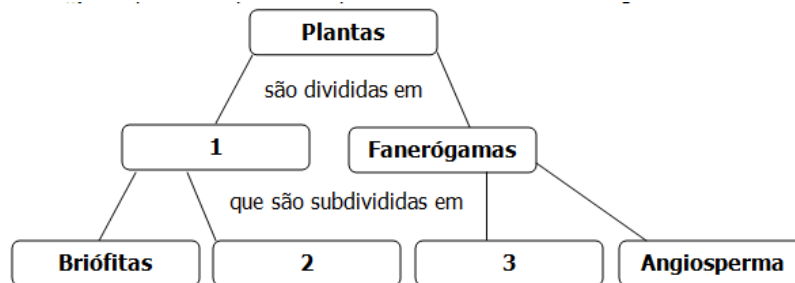 Plantas
são divididas em
1
Fanerógamas
que são subdivididas em
Briófitas
2
3
Angiosperma